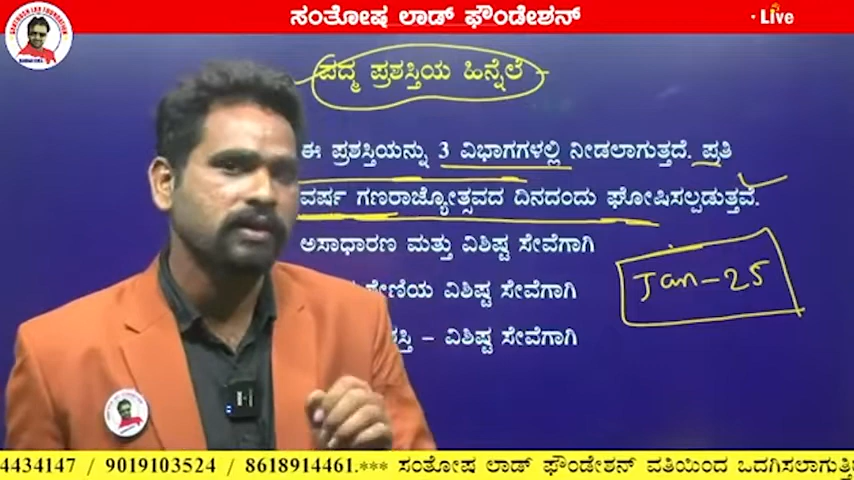 ಸಂತೋಷ ಲಾಡ್ ಫೌಂಡೇಶನ್
Live
ಪದ್ಮ ಪ್ರಶಸ್ತಿಯ ಹಿನ್ನೆಲೆ -
ಈ ಪ್ರಶಸ್ತಿಯನ್ನು 3 ವಿಭಾಗಗಳಲ್ಲಿ ನೀಡಲಾಗುತ್ತದೆ. ಪ್ರತಿ
ವರ್ಷ ಗಣರಾಜ್ಯೋತ್ಸವದ ದಿನದಂದು ಘೋಷಿಸಲ್ಪಡುತ್ತವೆ.
ಅಸಾಧಾರಣ ಮತ್ತು ವಿಶಿಷ್ಟ ಸೇವೆಗಾಗಿ
ವಿಶಿಷ್ಟ ಸೇವೆಗಾಗಿ
– ವಿಶಿಷ್ಟ ಸೇವೆಗಾಗಿ
Jan-25
4434147 / 9019103524 / 8618914461.*** ಸಂತೋಷ ಲಾಡ್ ಫೌಂಡೇಶನ್ ವತಿಯಿಂದ ಒದಗಿಸಲಾಗುತ್ತಿ